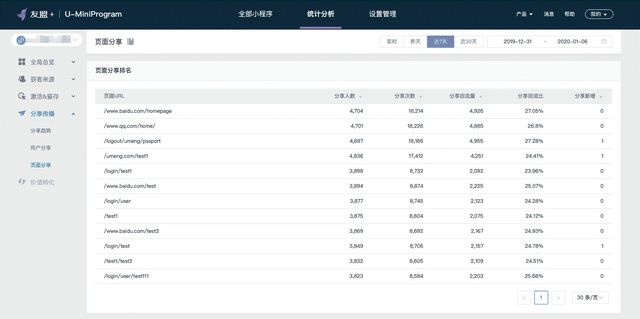 友盟+ U-MiniProgram 全部小程序 统计分析 设置管理 产品 消息 帮助 我的
页面分享 实时 昨天 近7天 近30天 2019-12-31 - 2020-01-06
全局总览
获客来源
激活&留存
分享传播
分享趋势
用户分享
页面分享
价值转化
页面分享排名
页面URL 分享人数 分享次数 分享回流量 分享回流比 分享新增
/www.baidu.com/homepage 4,704 18,214 4,926 27.05% 0
/www.qq.com/home/ 4,701 18,226 4,885 26.8% 0
/logout/umeng/pssport 4,697 18,166 4,955 27.28% 1
/umeng.com/test1 4,636 17,412 4,251 24.41% 1
/login/test1 3,898 8,732 2,092 23.96% 0
/www.baidu.com/test 3,894 8,874 2,225 25.07% 0
/login/user 3,877 8,745 2,123 24.28% 0
/test1 3,875 8,604 2,075 24.12% 0
/www.baidu.com/test2 3,869 8,692 2,167 24.93% 0
/login/test 3,849 8,706 2,157 24.78% 1
/test1/test2 3,832 8,605 2,109 24.51% 0
/login/user/test111 3,823 8,584 2,203 25.66% 0
< 1 > 30 条/页